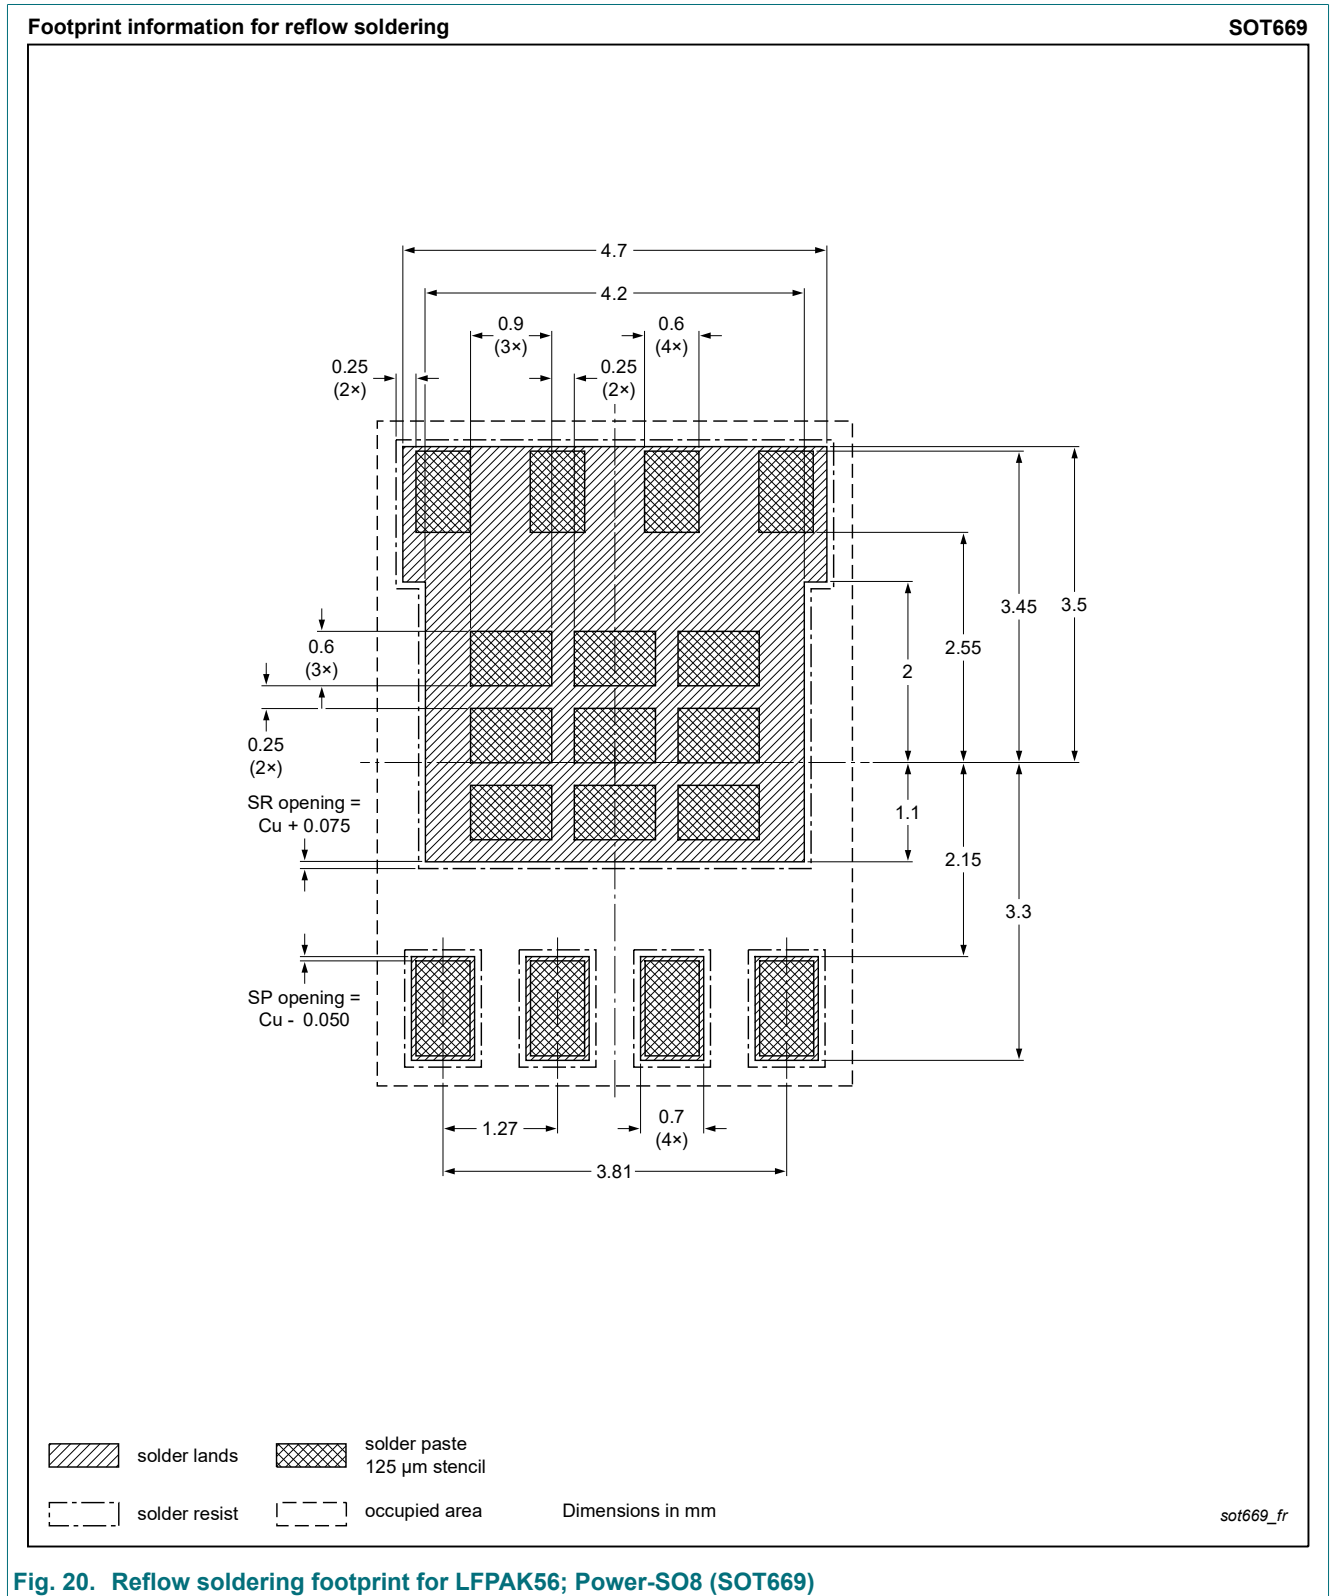 Footprint information for reflow soldering
SOT669
4.7
4.2
0.9
(3×)
0.6
(4×)
0.25
(2×)
0.25
(2×)
3.45
3.5
2.55
2
0.6
(3×)
0.25
(2×)
SR opening =
Cu + 0.075
1.1
2.15
3.3
SP opening =
Cu - 0.050
1.27
0.7
(4×)
3.81
solder lands
solder paste
125 µm stencil
solder resist
occupied area
Dimensions in mm
sot669_fr
Fig. 20. Reflow soldering footprint for LFPAK56; Power-SO8 (SOT669)